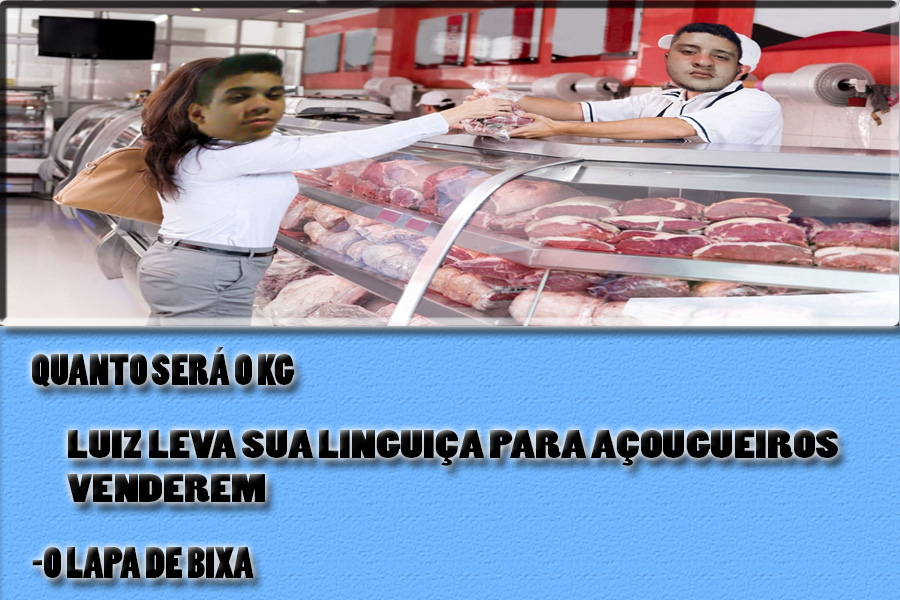 QUANTO SERÁ O KG
LUIZ LEVA SUA LINGUIÇA PARA AÇOUGUEIROS
VENDEREM
-O LAPA DE BIXA